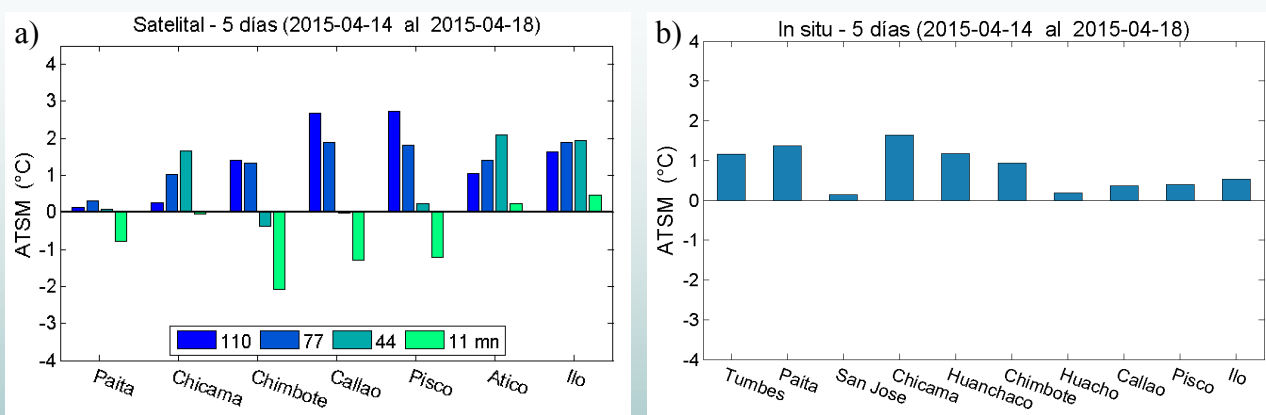 a)
Satelital - 5 días (2015-04-14 al 2015-04-18)
ATSM (°C)
4
3
2
1
0
-1
-2
-3
-4
110 77 44 11 mn
Paita Chicama Chimbote Callao Pisco Atico Ilo
b)
In situ - 5 días (2015-04-14 al 2015-04-18)
ATSM (°C)
4
3
2
1
0
-1
-2
-3
-4
Tumbes Paita San Jose Chicama Huanchaco Chimbote Huacho Callao Pisco Ilo